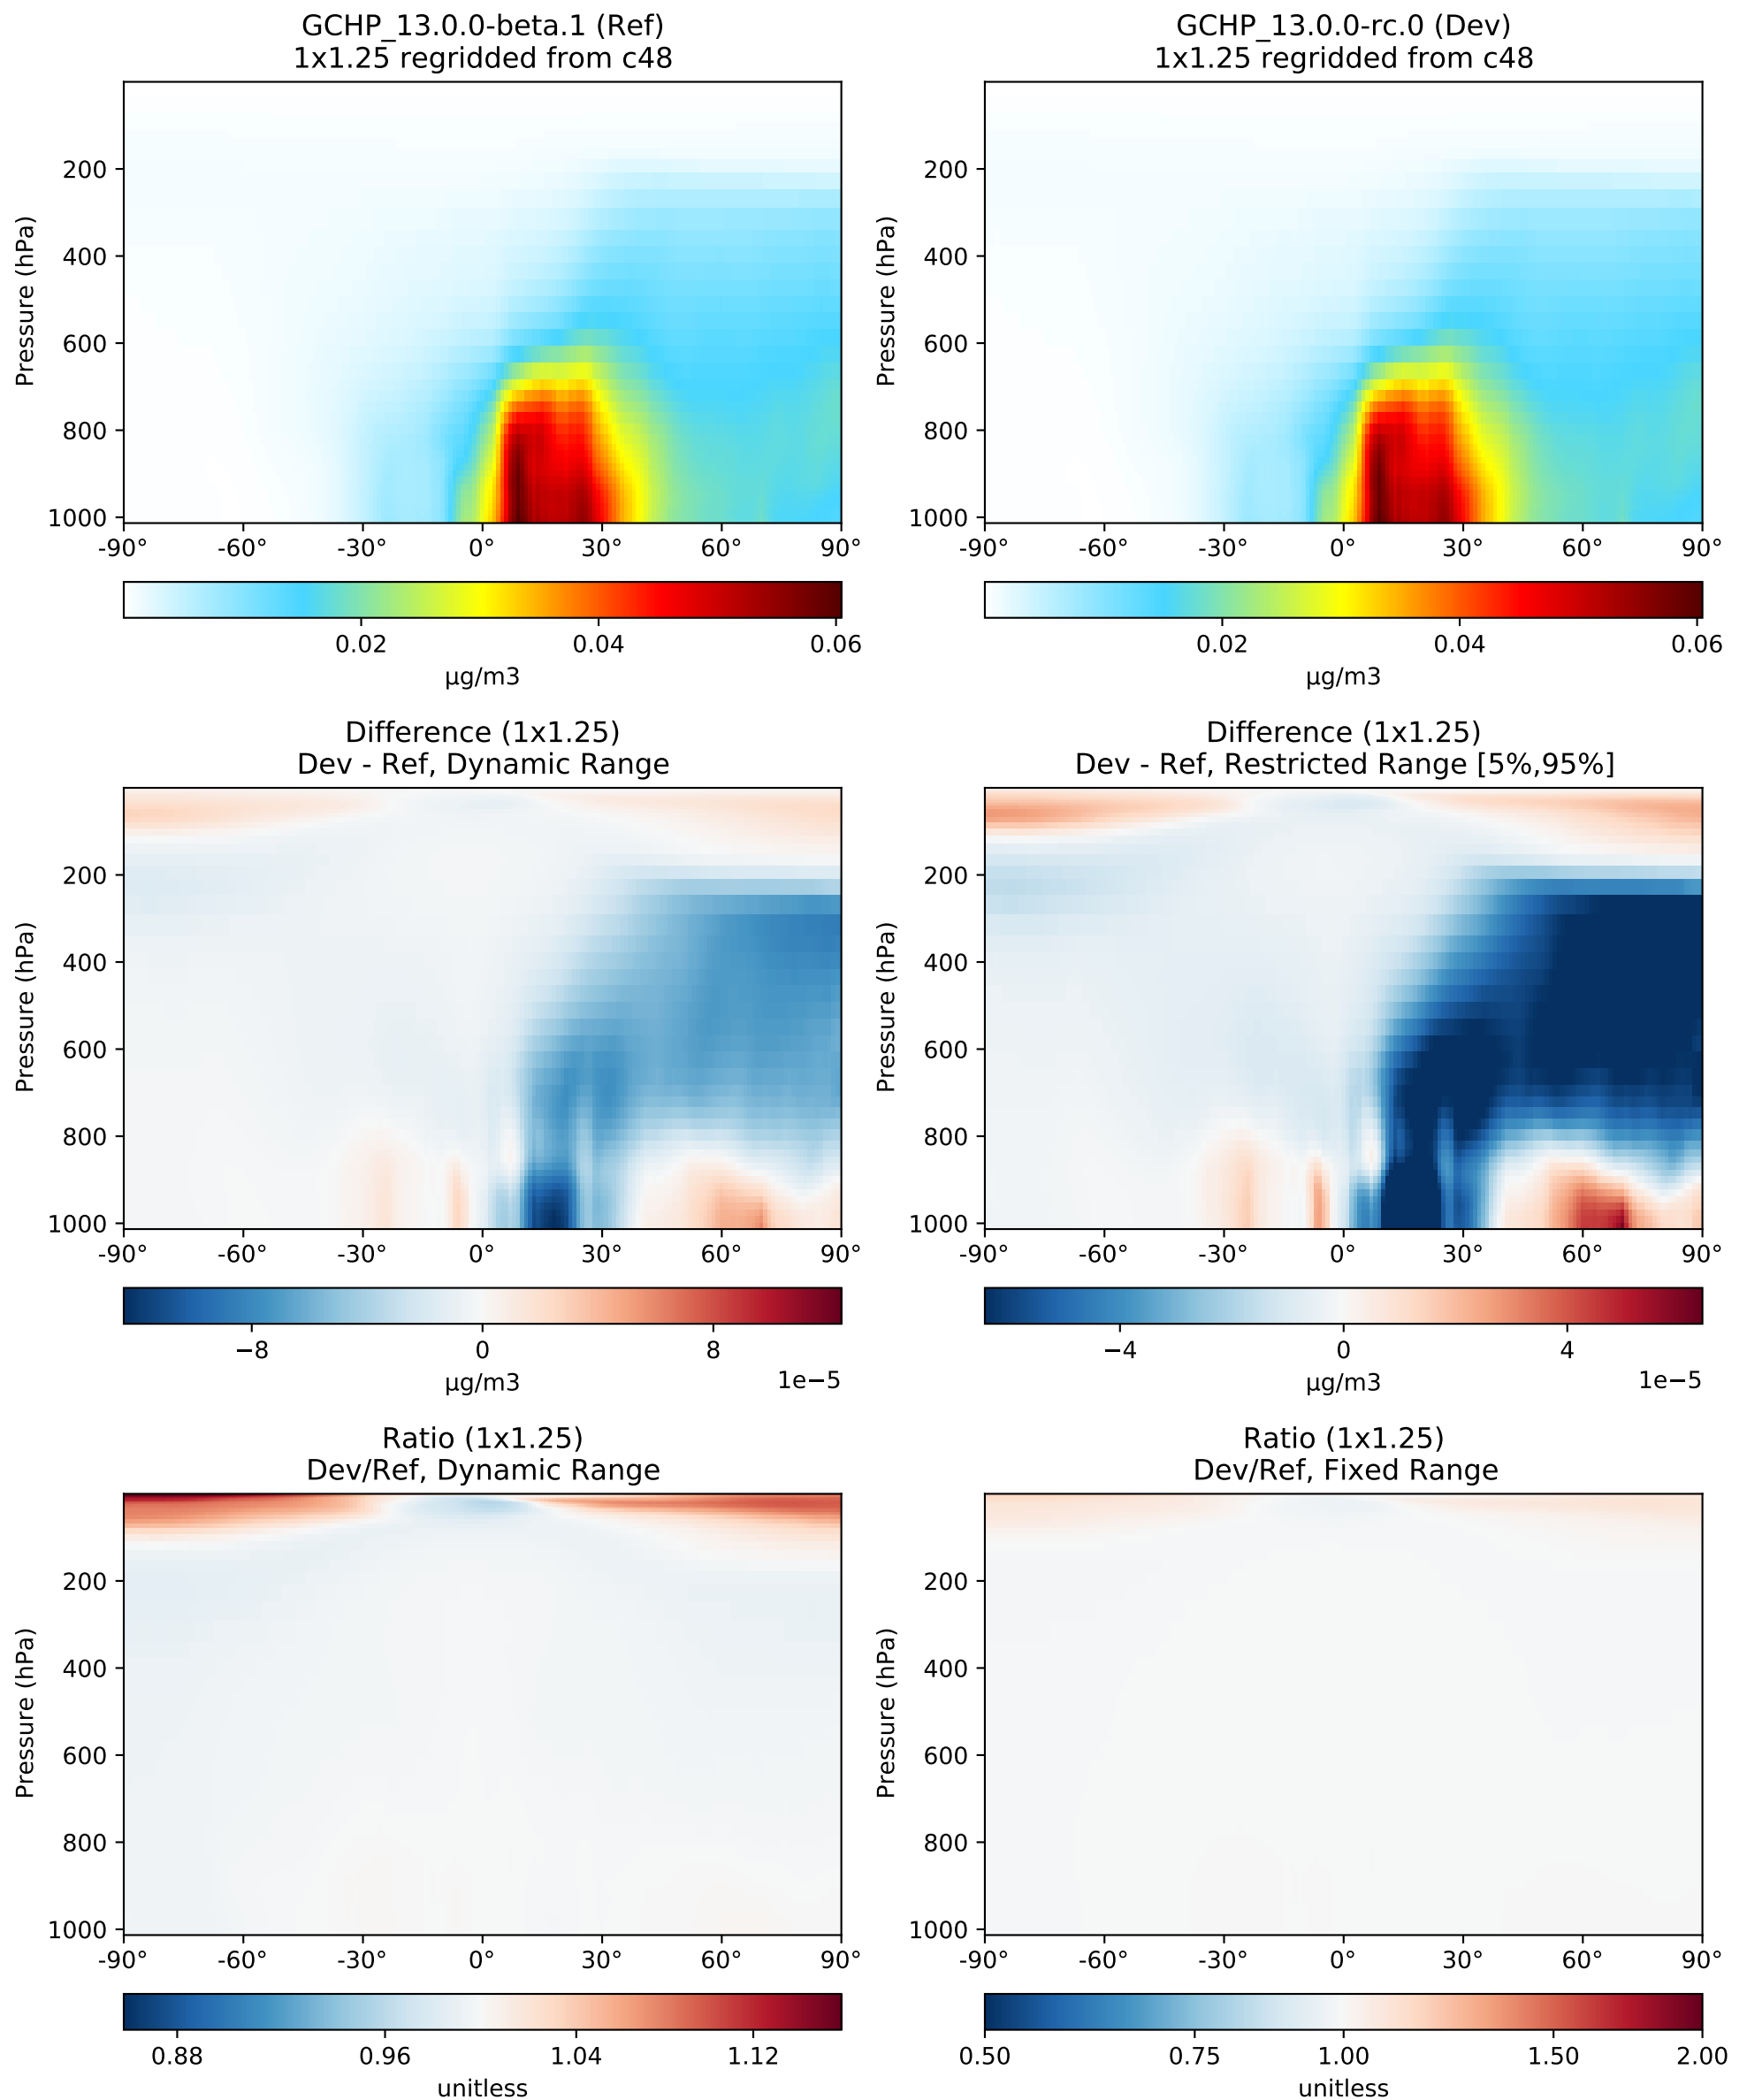 GCHP_13.0.0-beta.1 (Ref)
1x1.25 regridded from c48
Pressure (hPa)
200
400
600
800
1000
-90° -60° -30° 0° 30° 60° 90°
0.02 0.04 0.06
µg/m3
GCHP_13.0.0-rc.0 (Dev)
1x1.25 regridded from c48
Pressure (hPa)
200
400
600
800
1000
-90° -60° -30° 0° 30° 60° 90°
0.02 0.04 0.06
µg/m3
Difference (1x1.25)
Dev - Ref, Dynamic Range
Pressure (hPa)
200
400
600
800
1000
-90° -60° -30° 0° 30° 60° 90°
−8 0 8
µg/m3 1e−5
Difference (1x1.25)
Dev - Ref, Restricted Range [5%,95%]
Pressure (hPa)
200
400
600
800
1000
-90° -60° -30° 0° 30° 60° 90°
−4 0 4
µg/m3 1e−5
Ratio (1x1.25)
Dev/Ref, Dynamic Range
Pressure (hPa)
200
400
600
800
1000
-90° -60° -30° 0° 30° 60° 90°
0.88 0.96 1.04 1.12
unitless
Ratio (1x1.25)
Dev/Ref, Fixed Range
Pressure (hPa)
200
400
600
800
1000
-90° -60° -30° 0° 30° 60° 90°
0.50 0.75 1.00 1.50 2.00
unitless